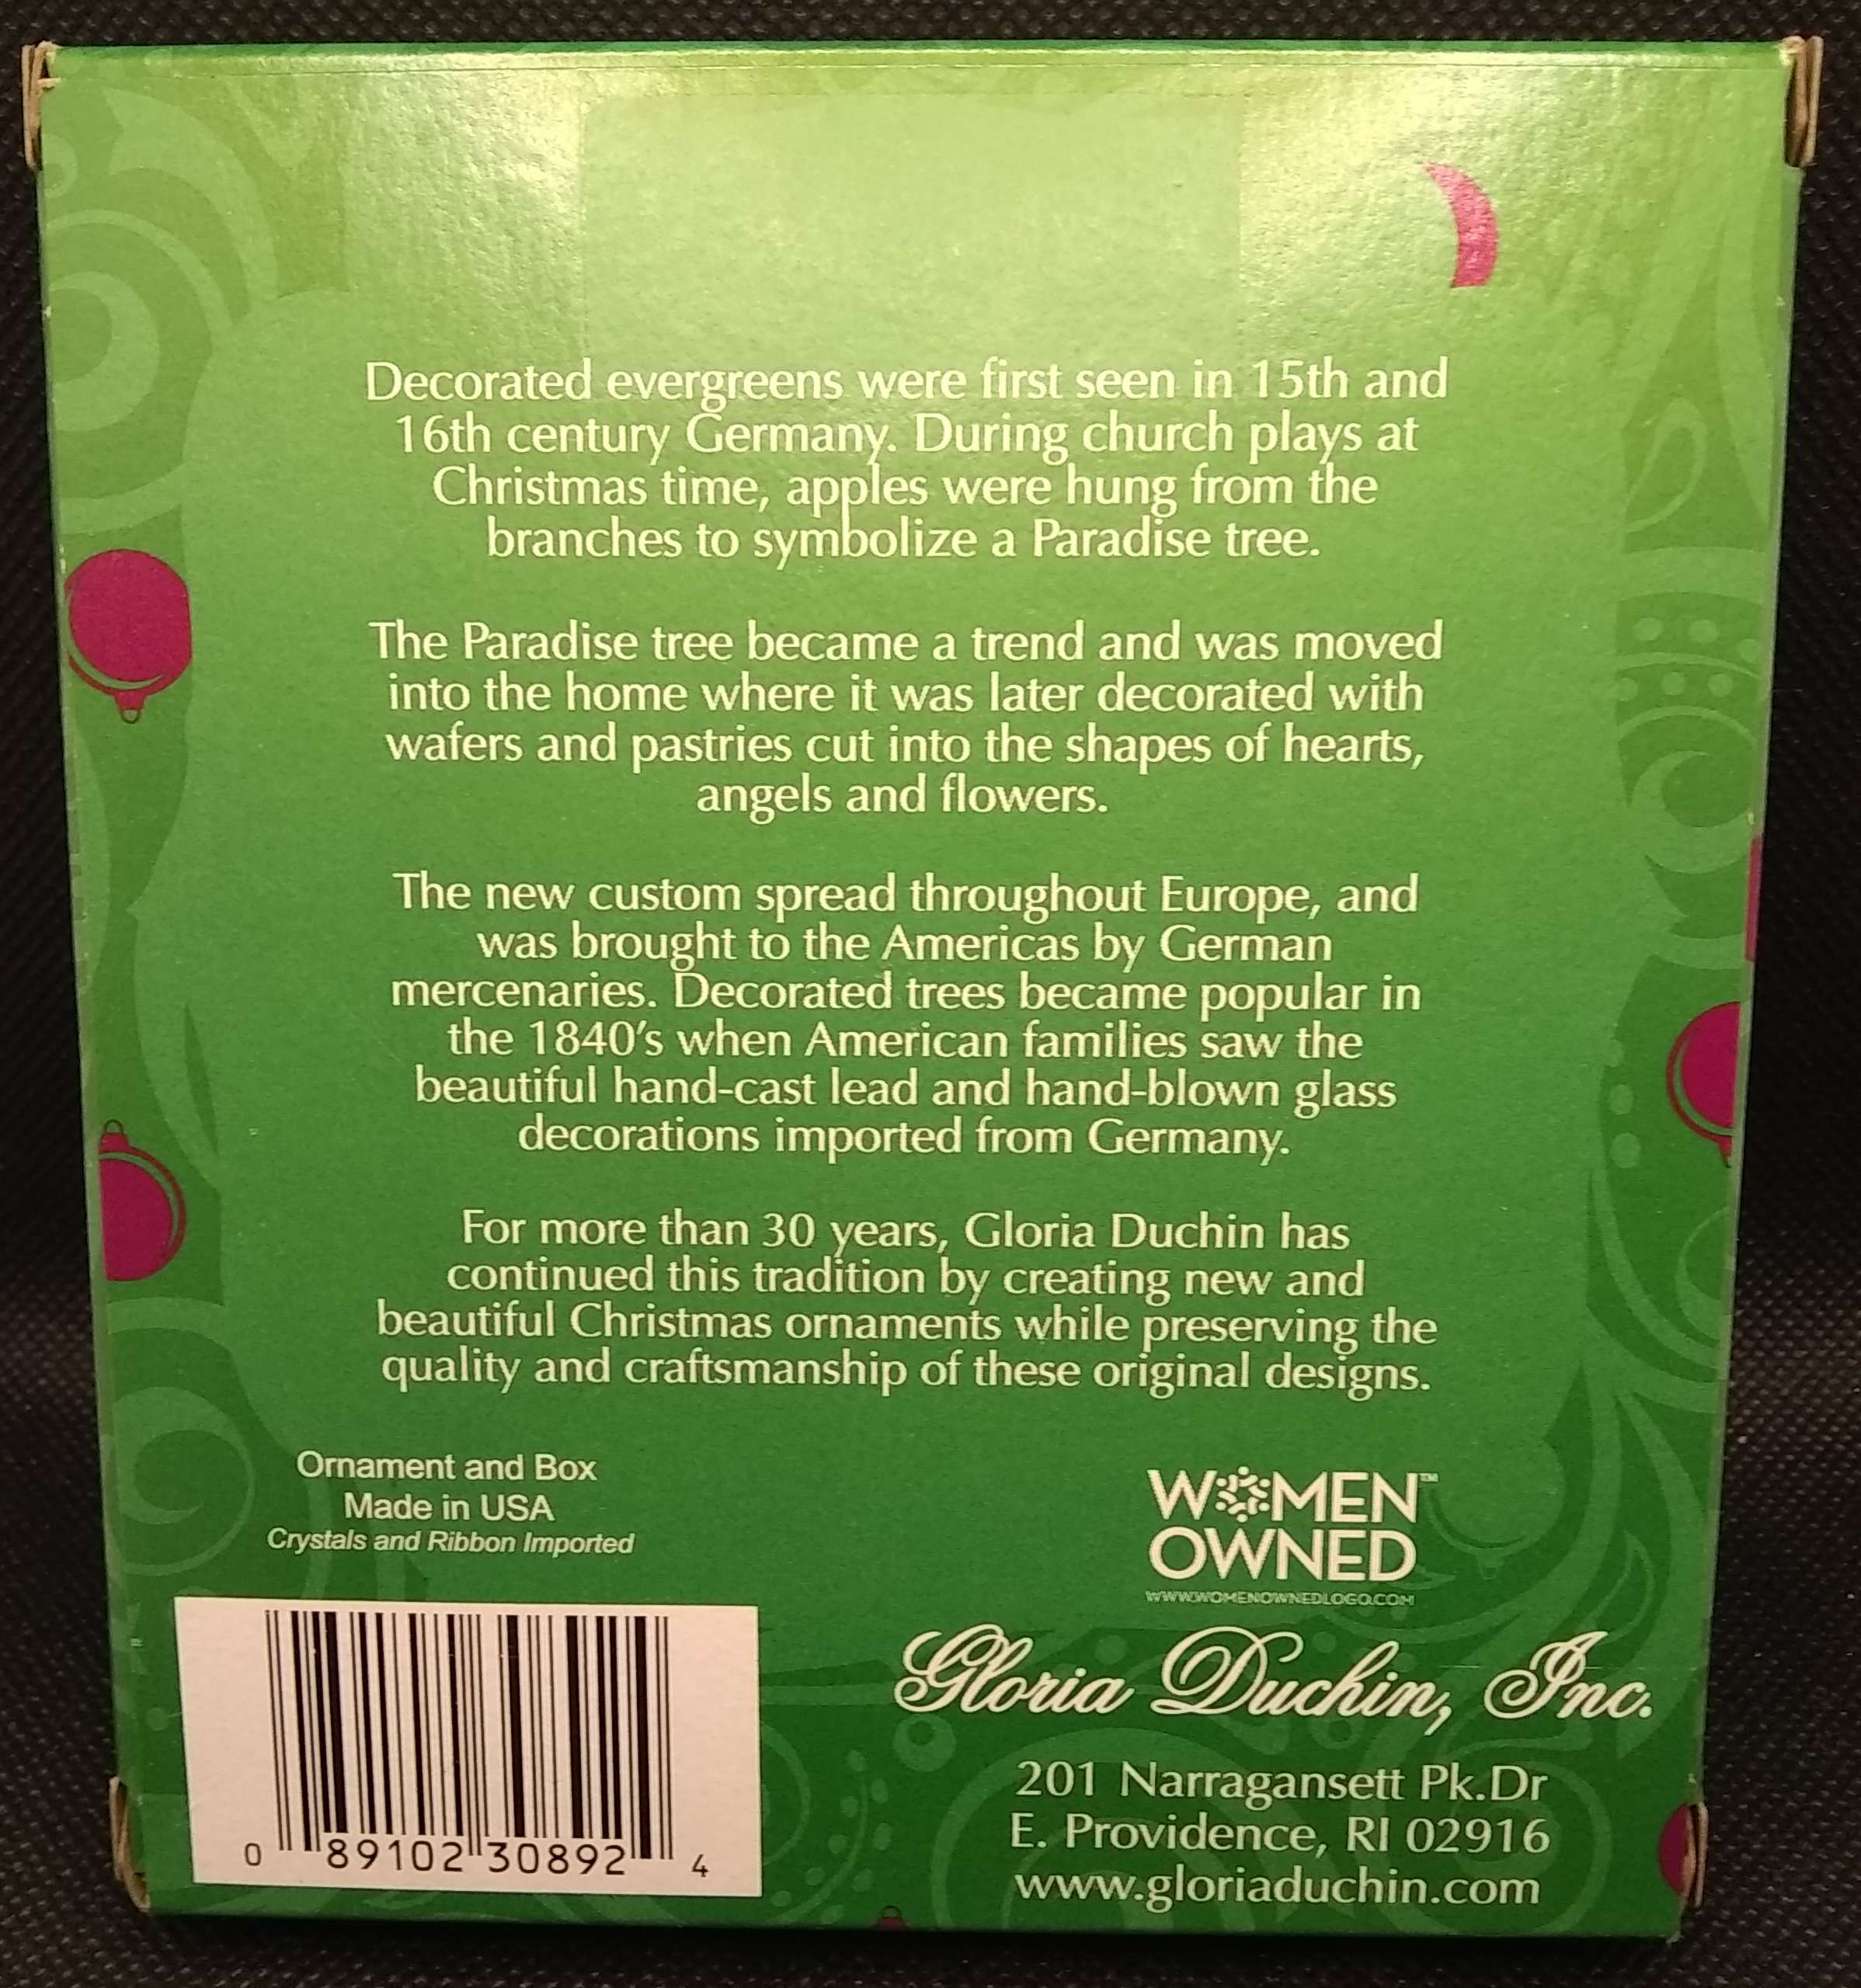 Decorated evergreens were first seen in 15th and
16th century Germany. During church plays at
Christmas time, apples were hung from the
branches to symbolize a Paradise tree.
The Paradise tree became a trend and was moved
into the home where it was later decorated with
wafers and pastries cut into the shapes of hearts,
angels and flowers.
The new custom spread throughout Europe, and
was brought to the Americas by German
mercenaries. Decorated trees became popular in
the 1840's when American families saw the
beautiful hand-cast lead and hand-blown glass
decorations imported from Germany.
For more than 30 years, Gloria Duchin has
continued this tradition by creating new and
beautiful Christmas ornaments while preserving the
quality and craftsmanship of these original designs.
Ornament and Box
Made in USA
Crystals and Ribbon Imported
0 89102 30892 4
WOMEN™
OWNED
WWW.WOMENOWNEDLOGO.COM
Gloria Duchin, Inc.
201 Narragansett Pk.Dr
E. Providence, RI 02916
www.gloriaduchin.com